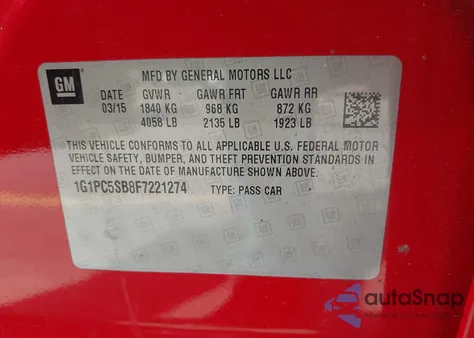 GM
MFD BY GENERAL MOTORS LLC
DATE GVWR GAWR FRT GAWR RR
03/15 1840 KG 968 KG 872 KG
4058 LB 2135 LB 1923 LB
THIS VEHICLE CONFORMS TO ALL APPLICABLE U.S. FEDERAL MOTOR
VEHICLE SAFETY, BUMPER, AND THEFT PREVENTION STANDARDS IN
EFFECT ON THE DATE OF MANUFACTURE SHOWN ABOVE.
1G1PC5SB8F7221274 TYPE: PASS CAR
autoSnap